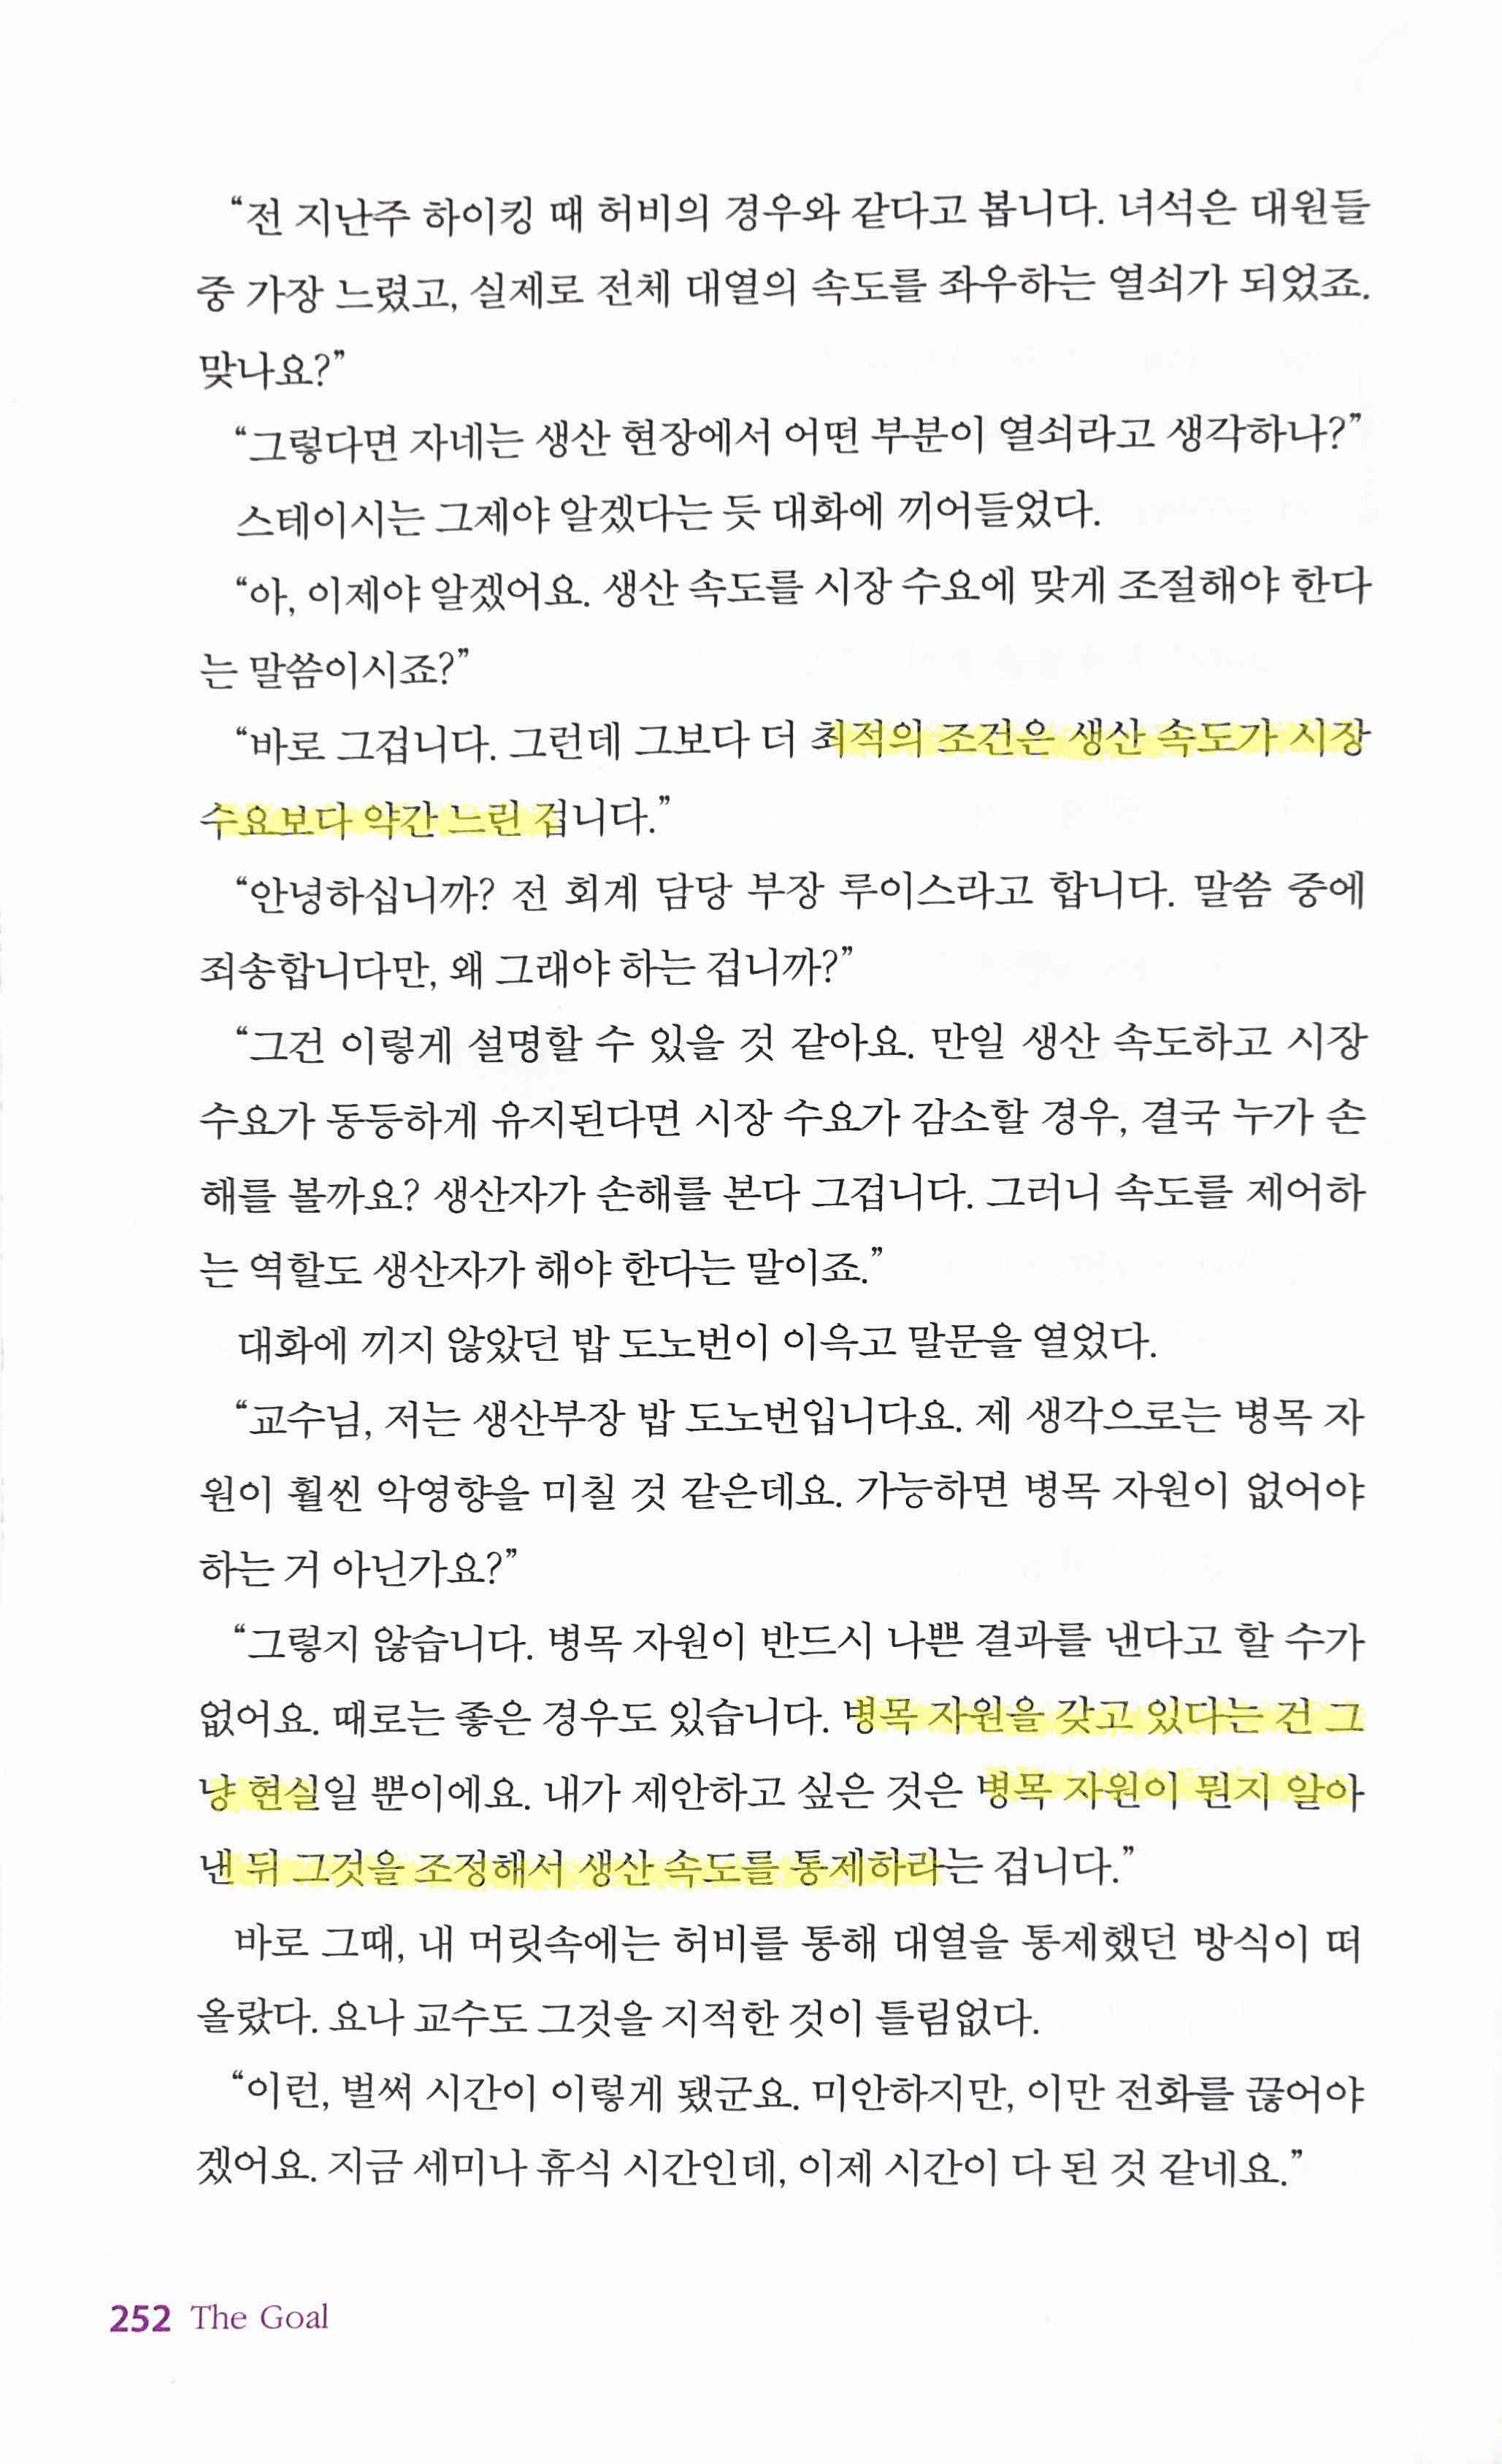 “전 지난주 하이킹 때 허비의 경우와 같다고 봅니다. 녀석은 대원들
중 가장 느렸고, 실제로 전체 대열의 속도를 좌우하는 열쇠가 되었죠.
맞나요?”
“그렇다면 자네는 생산 현장에서 어떤 부분이 열쇠라고 생각하나?”
스테이시는 그제야 알겠다는 듯 대화에 끼어들었다.
“아, 이제야 알겠어요. 생산 속도를 시장 수요에 맞게 조절해야 한다
는 말씀이시죠?”
“바로 그겁니다. 그런데 그보다 더 최적의 조건은 생산 속도가 시장
수요보다 약간 느린 겁니다.”
“안녕하십니까? 전 회계 담당 부장 루이스라고 합니다. 말씀 중에
죄송합니다만, 왜 그래야 하는 겁니까?”
“그건 이렇게 설명할 수 있을 것 같아요. 만일 생산 속도하고 시장
수요가 동등하게 유지된다면 시장 수요가 감소할 경우, 결국 누가 손
해를 볼까요? 생산자가 손해를 본다 그겁니다. 그러니 속도를 제어하
는 역할도 생산자가 해야 한다는 말이죠.”
대화에 끼지 않았던 밥 도노번이 이윽고 말문을 열었다.
“교수님, 저는 생산부장 밥 도노번입니다요. 제 생각으로는 병목 자
원이 훨씬 악영향을 미칠 것 같은데요. 가능하면 병목 자원이 없어야
하는 거 아닌가요?”
“그렇지 않습니다. 병목 자원이 반드시 나쁜 결과를 낸다고 할 수가
없어요. 때로는 좋은 경우도 있습니다. 병목 자원을 갖고 있다는 건 그
냥 현실일 뿐이에요. 내가 제안하고 싶은 것은 병목 자원이 뭔지 알아
낸 뒤 그것을 조정해서 생산 속도를 통제하라는 겁니다.”
바로 그때, 내 머릿속에는 허비를 통해 대열을 통제했던 방식이 떠
올랐다. 요나 교수도 그것을 지적한 것이 틀림없다.
“이런, 벌써 시간이 이렇게 됐군요. 미안하지만, 이만 전화를 끊어야
겠어요. 지금 세미나 휴식 시간인데, 이제 시간이 다 된 것 같네요.”
252 The Goal